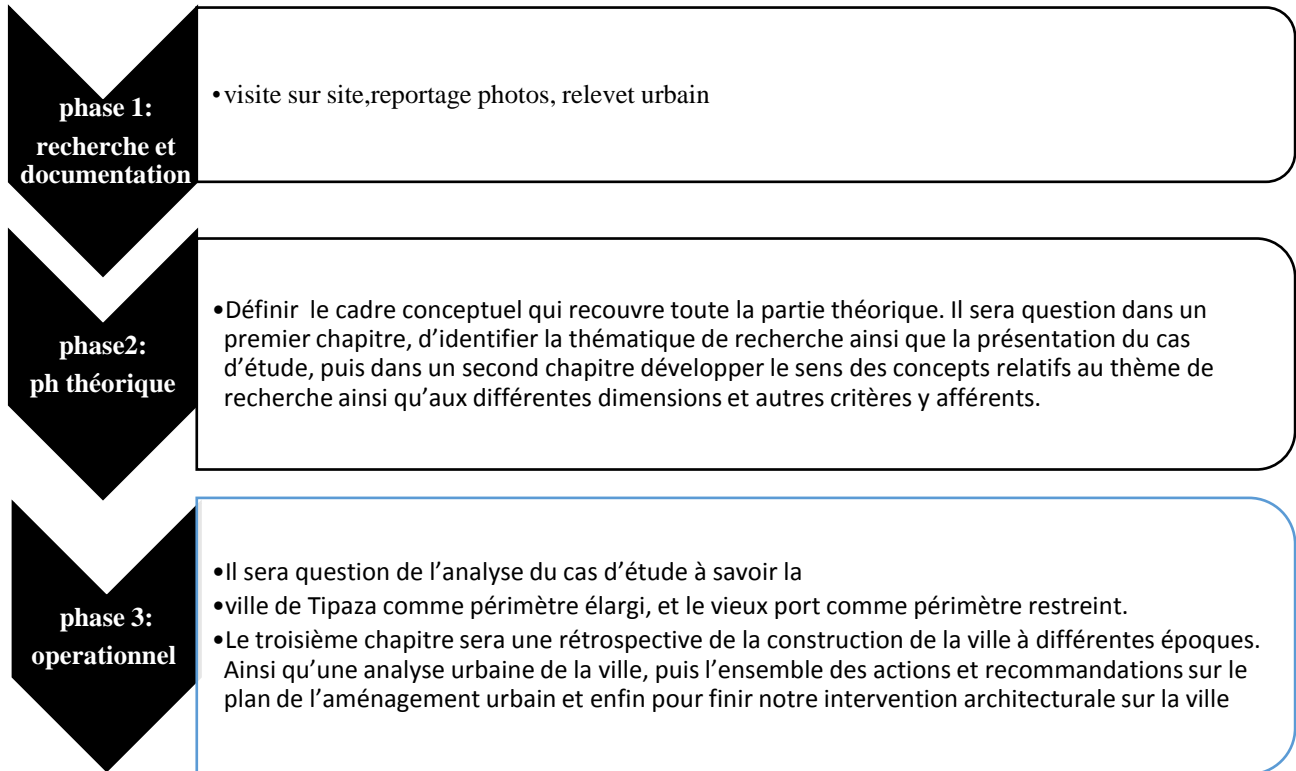 phase 1:
recherche et
documentation
•visite sur site,reportage photos, relevet urbain
phase2:
ph théorique
•Définir le cadre conceptuel qui recouvre toute la partie théorique. Il sera question dans un
premier chapitre, d’identifier la thématique de recherche ainsi que la présentation du cas
d’étude, puis dans un second chapitre développer le sens des concepts relatifs au thème de
recherche ainsi qu’aux différentes dimensions et autres critères y afférents.
phase 3:
operationnel
•Il sera question de l’analyse du cas d’étude à savoir la
•ville de Tipaza comme périmètre élargi, et le vieux port comme périmètre restreint.
•Le troisième chapitre sera une rétrospective de la construction de la ville à différentes époques.
Ainsi qu’une analyse urbaine de la ville, puis l’ensemble des actions et recommandations sur le
plan de l’aménagement urbain et enfin pour finir notre intervention architecturale sur la ville